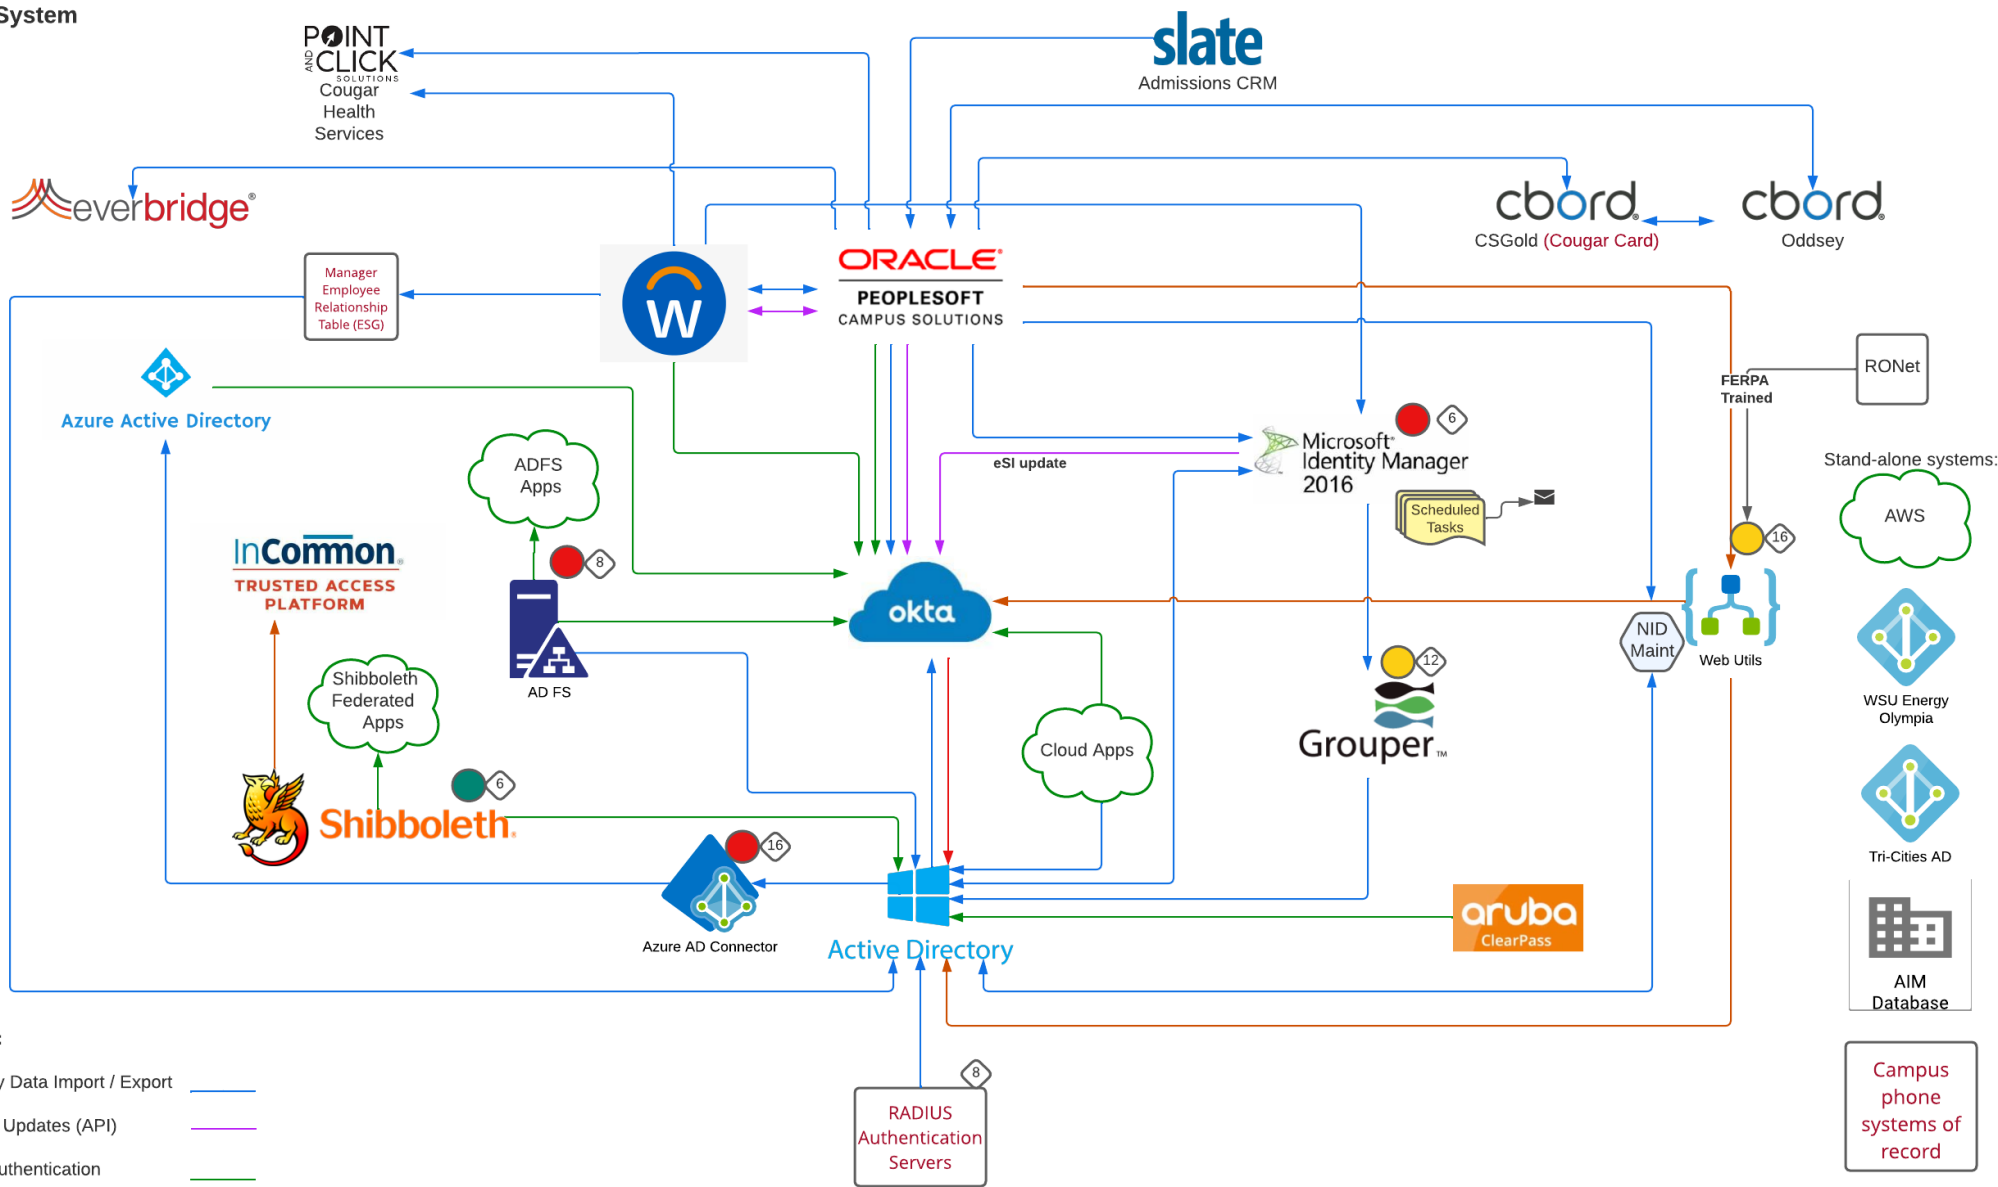 System
POINT
AND
CLICK
SOLUTIONS
Cougar
Health
Services
slate
Admissions CRM
everbridge®
cbord®
CSGold (Cougar Card)
cbord®
Oddsey
Manager
Employee
Relationship
Table (ESG)
W
ORACLE®
PEOPLESOFT
CAMPUS SOLUTIONS
RONet
FERPA
Trained
Azure Active Directory
ADFS
Apps
eSI update
Microsoft®
Identity Manager
2016
6
Scheduled
Tasks
Stand-alone systems:
AWS
InCommon®
TRUSTED ACCESS
PLATFORM
8
16
okta
AD FS
NID
Maint
Web Utils
WSU Energy
Olympia
Shibboleth
Federated
Apps
12
Grouper™
Cloud Apps
6
Shibboleth®
16
Tri-Cities AD
Azure AD Connector
Active Directory
aruba
ClearPass
AIM
Database
:
y Data Import / Export
Updates (API)
uthentication
8
RADIUS
Authentication
Servers
Campus
phone
systems of
record